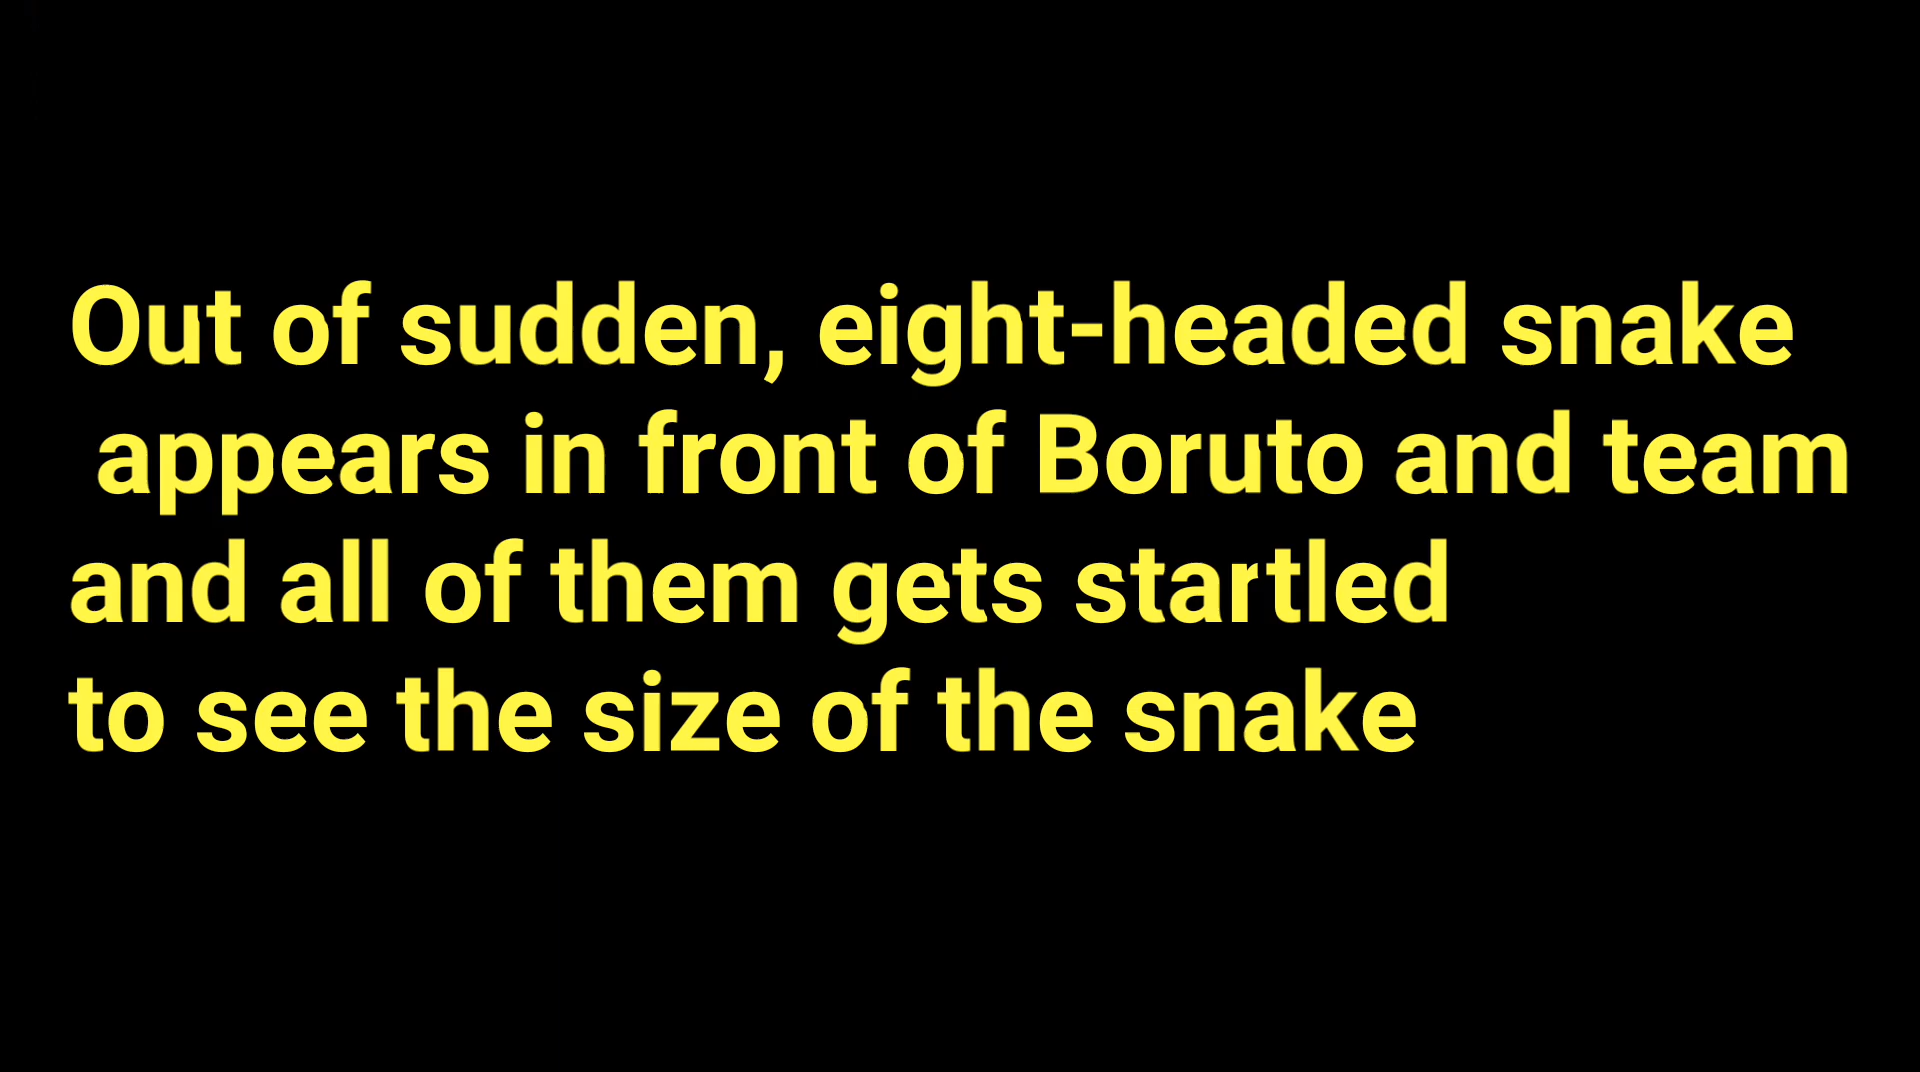 Out of sudden, eight-headed snake
appears in front of Boruto and team
and all of them gets startled
to see the size of the snake